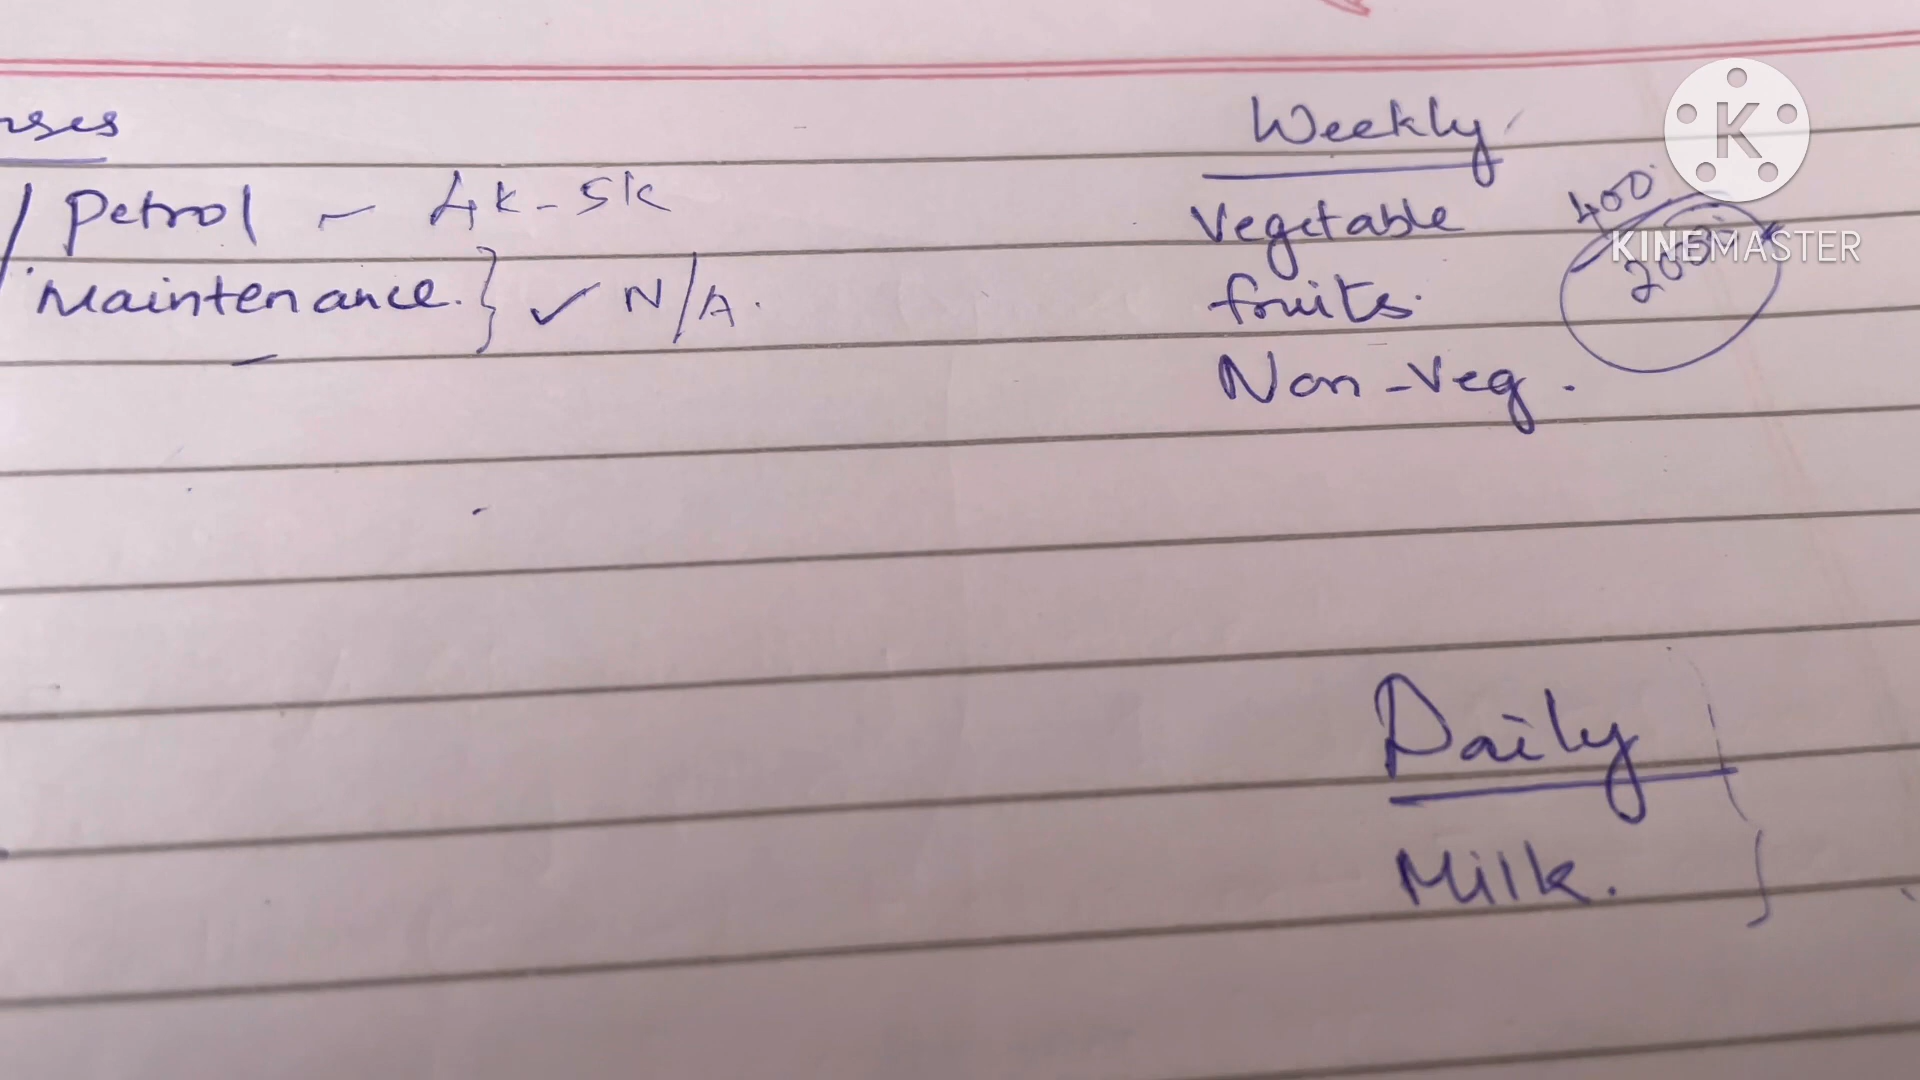 Weekly
Petrol - 4K-5K
Vegetable
400
Maintenance. } ✓ N/A.
fruits.
Non-Veg.
Daily
Milk.
KINEMASTER